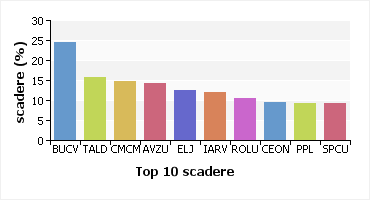 scadere (%)
30
25
20
15
10
5
0
BUCV TALD CMCM AVZU ELJ IARV ROLU CEON PPL SPCU
Top 10 scadere